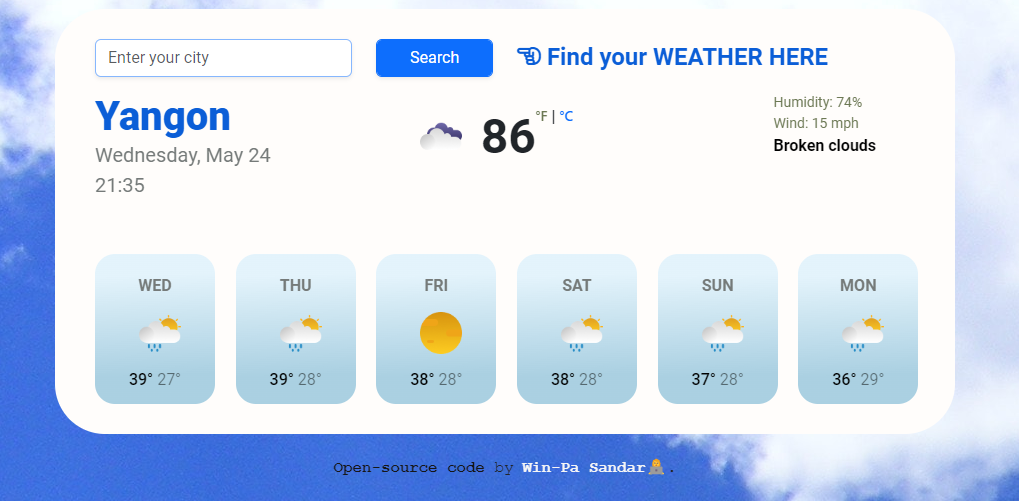 Enter your city
Search
Find your WEATHER HERE
Yangon
Wednesday, May 24
21:35
86 °F | °C
Humidity: 74%
Wind: 15 mph
Broken clouds
WED
39° 27°
THU
39° 28°
FRI
38° 28°
SAT
38° 28°
SUN
37° 28°
MON
36° 29°
Open-source code by Win-Pa Sandar.